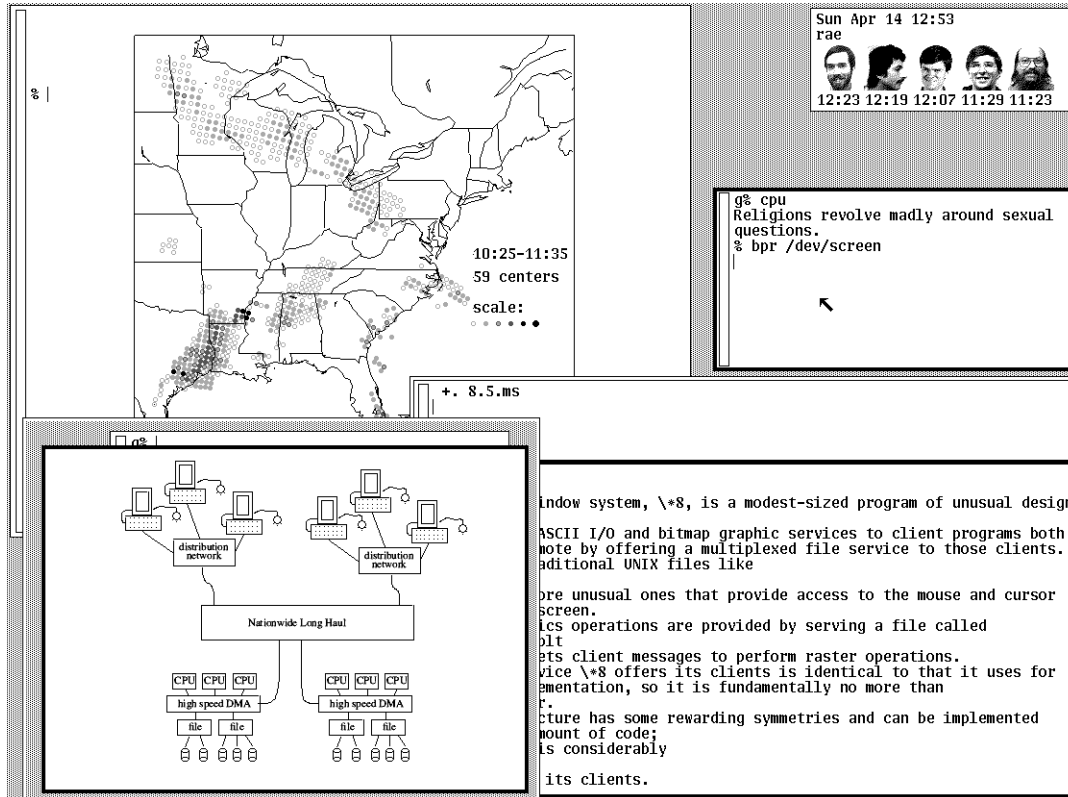 Sun Apr 14 12:53
rae
12:23 12:19 12:07 11:29 11:23
%
10:25-11:35
59 centers
scale:
g% cpu
Religions revolve madly around sexual
questions.
% bpr /dev/screen
+. 8.5.ms
g%
distribution
network
distribution
network
Nationwide Long Haul
CPU CPU CPU
CPU CPU CPU
high speed DMA
high speed DMA
file file
file file
indow system, \*8, is a modest-sized program of unusual design
ASCII I/O and bitmap graphic services to client programs both
mote by offering a multiplexed file service to those clients.
aditional UNIX files like
ore unusual ones that provide access to the mouse and cursor
screen.
ics operations are provided by serving a file called
olt
ets client messages to perform raster operations.
vice \*8 offers its clients is identical to that it uses for
ementation, so it is fundamentally no more than
r.
cture has some rewarding symmetries and can be implemented
mount of code;
is considerably
its clients.